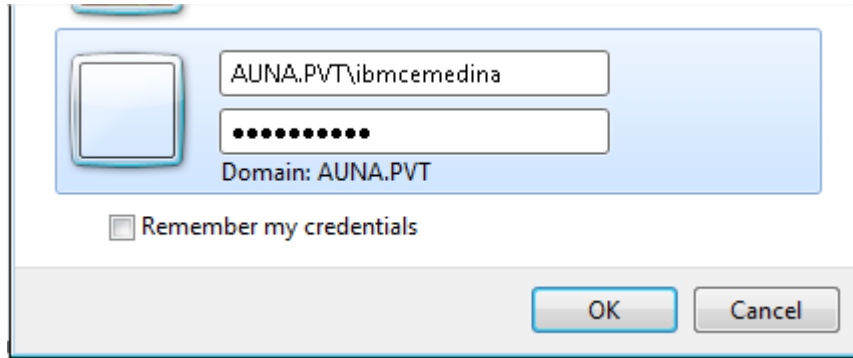 AUNA.PVT\ibmcemedina
●●●●●●●●●●
Domain: AUNA.PVT
Remember my credentials
OK
Cancel